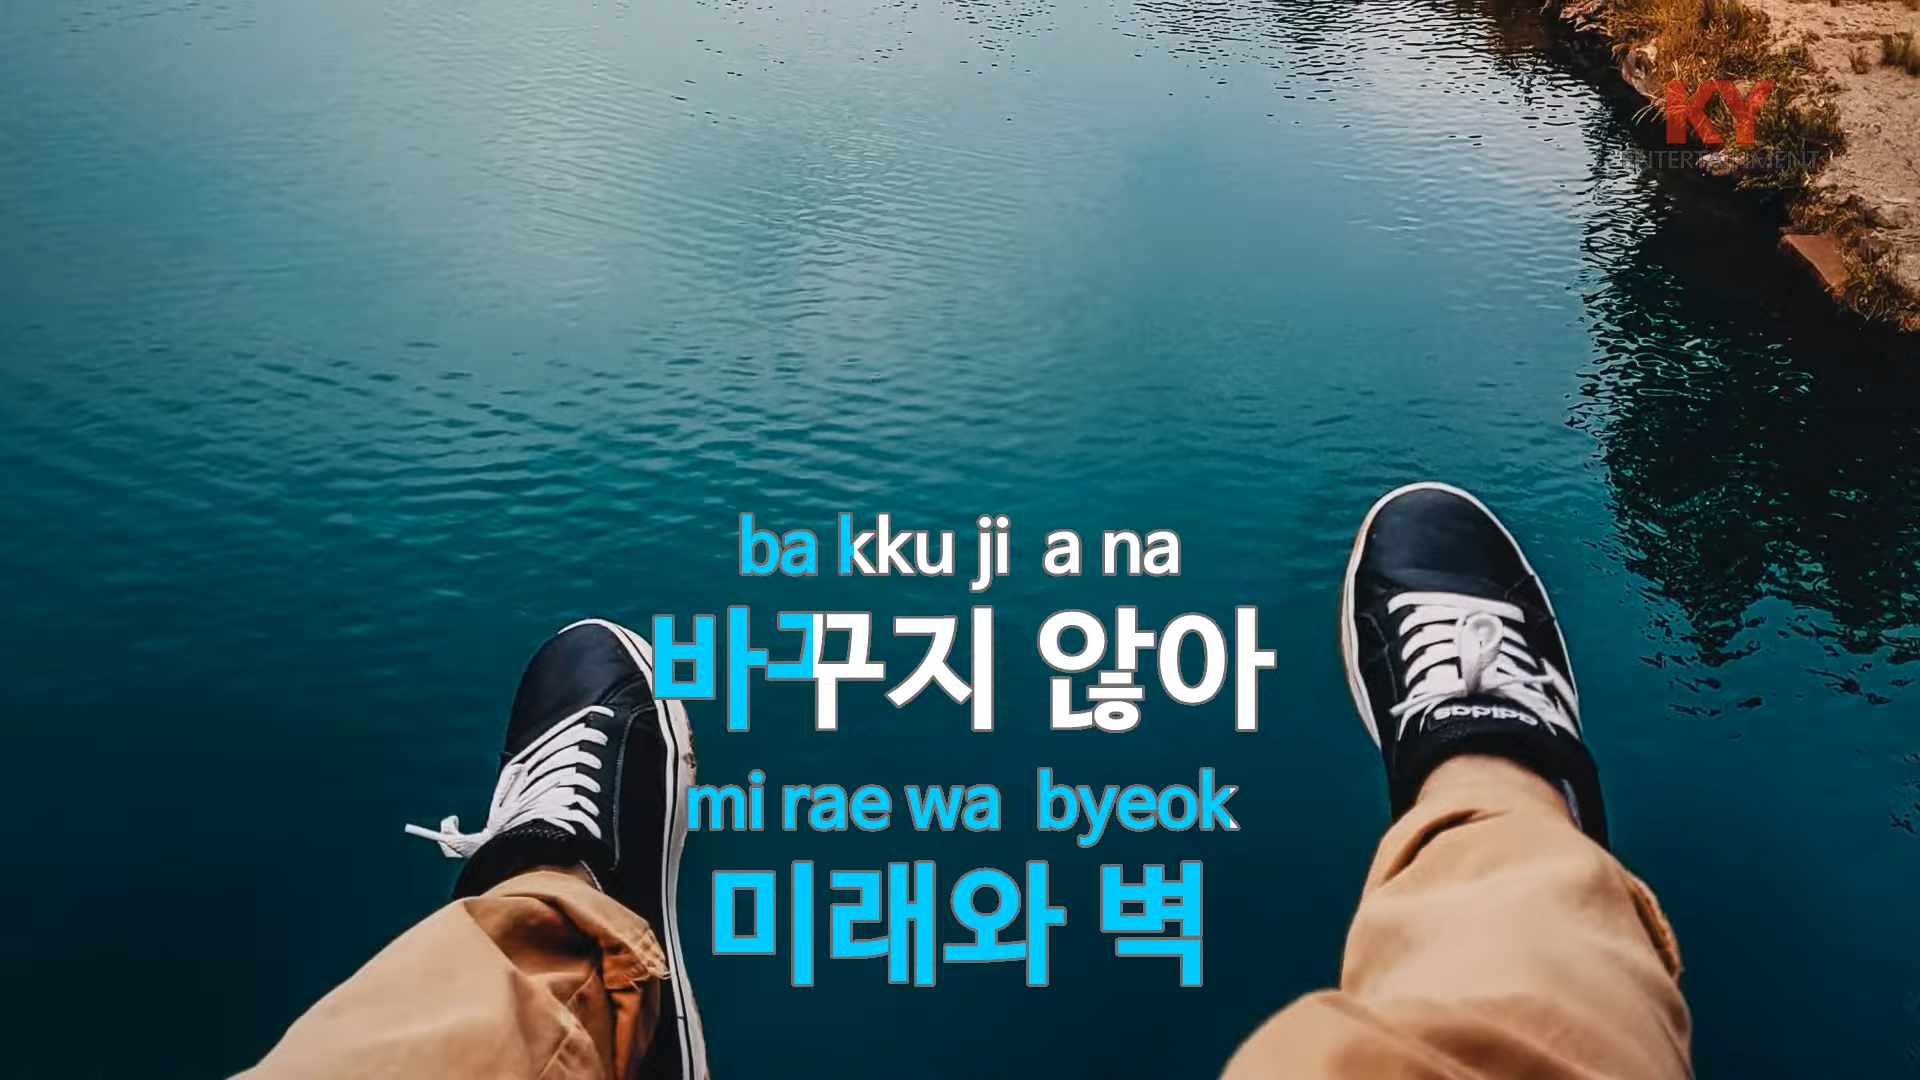 KY
ENTERTAINMENT
ba kku ji a na
바꾸지 않아
adidas
mi rae wa byeok
미래와 벽